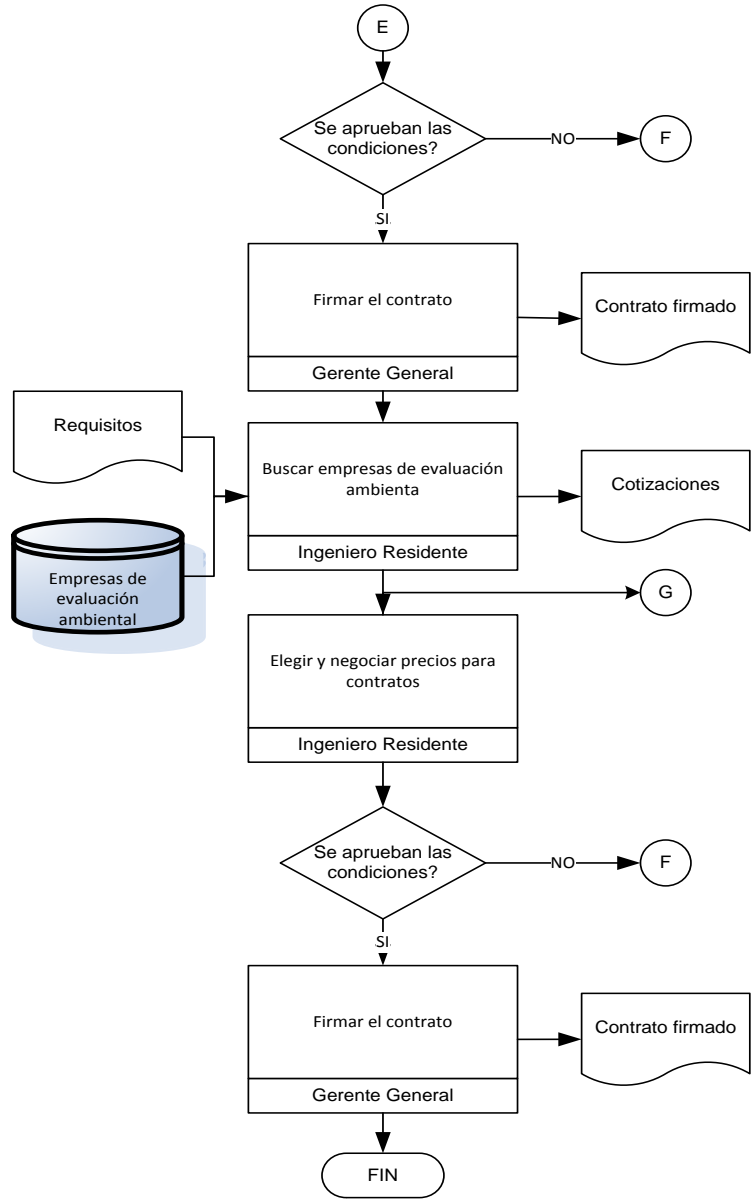 E
Se aprueban las
condiciones?
NO
F
SI
Firmar el contrato
Contrato firmado
Gerente General
Requisitos
Buscar empresas de evaluación
ambienta
Cotizaciones
Ingeniero Residente
Empresas de
evaluación
ambiental
G
Elegir y negociar precios para
contratos
Ingeniero Residente
Se aprueban las
condiciones?
NO
F
SI
Firmar el contrato
Contrato firmado
Gerente General
FIN